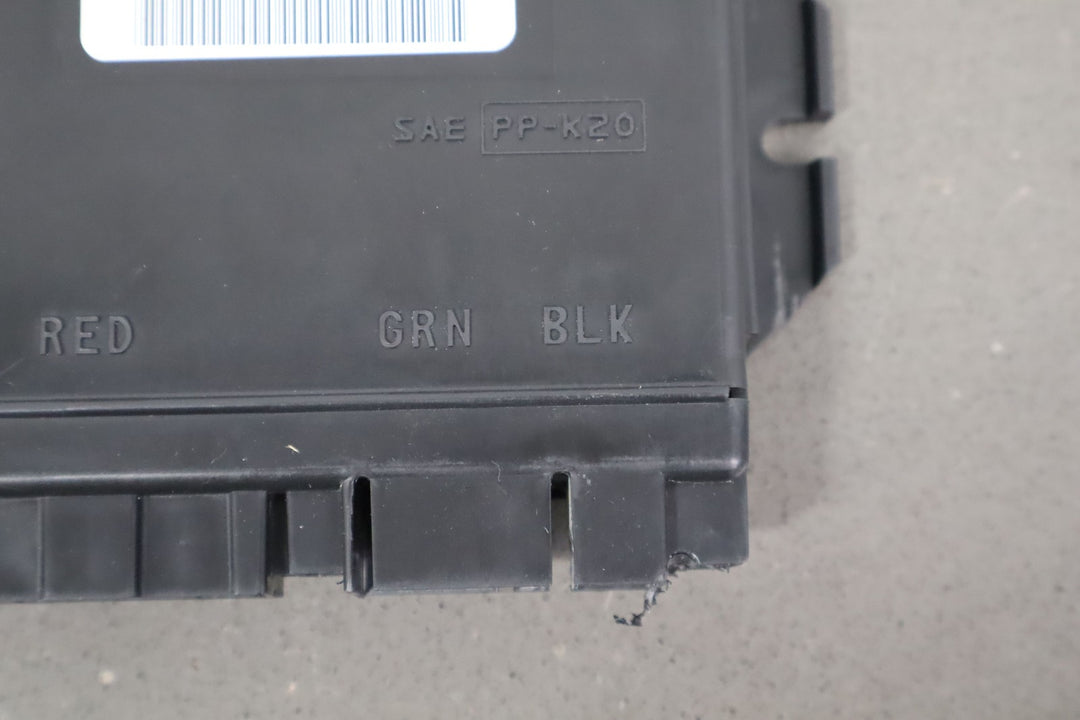 SAE PP-K20
RED GRN BLK